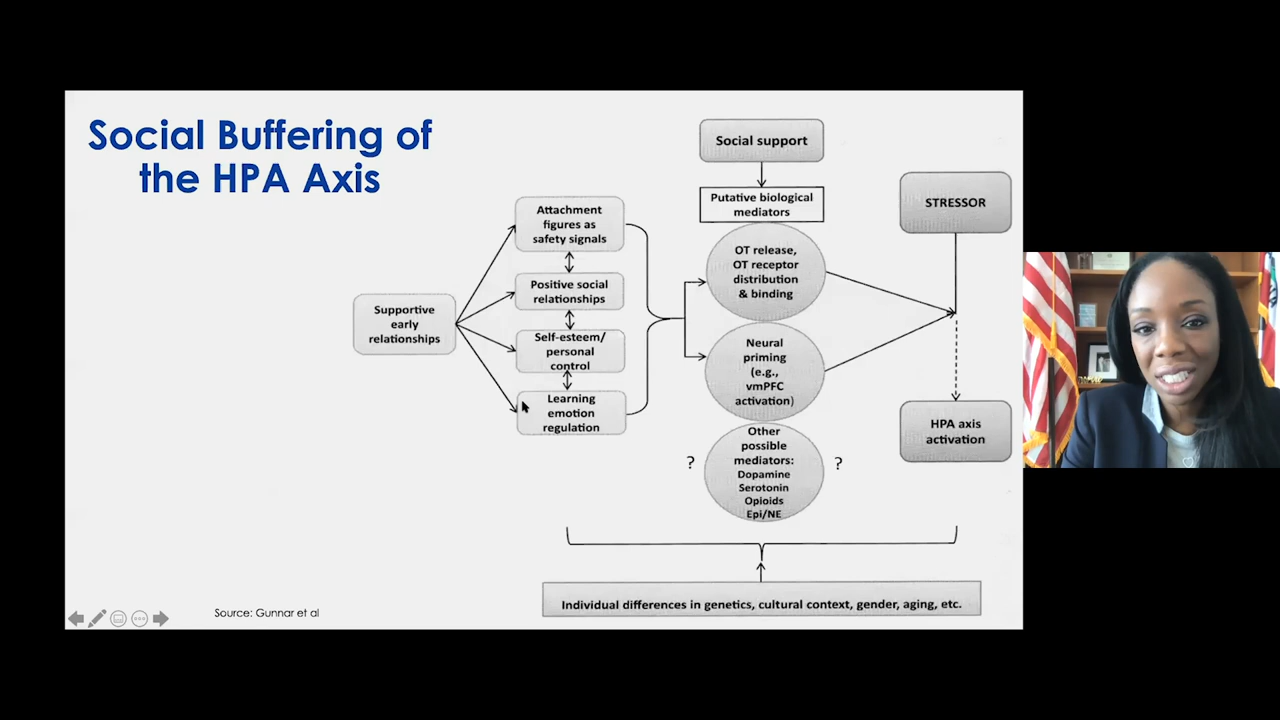 Social Buffering of
the HPA Axis
Supportive
early
relationships
Attachment
figures as
safety signals
Positive social
relationships
Self-esteem/
personal
control
Learning
emotion
regulation
Social support
Putative biological
mediators
OT release,
OT receptor
distribution
& binding
Neural
priming
(e.g.,
vmPFC
activation)
Other
possible
mediators:
Dopamine
Serotonin
Opioids
Epi/NE
?
?
STRESSOR
HPA axis
activation
Individual differences in genetics, cultural context, gender, aging, etc.
Source: Gunnar et al